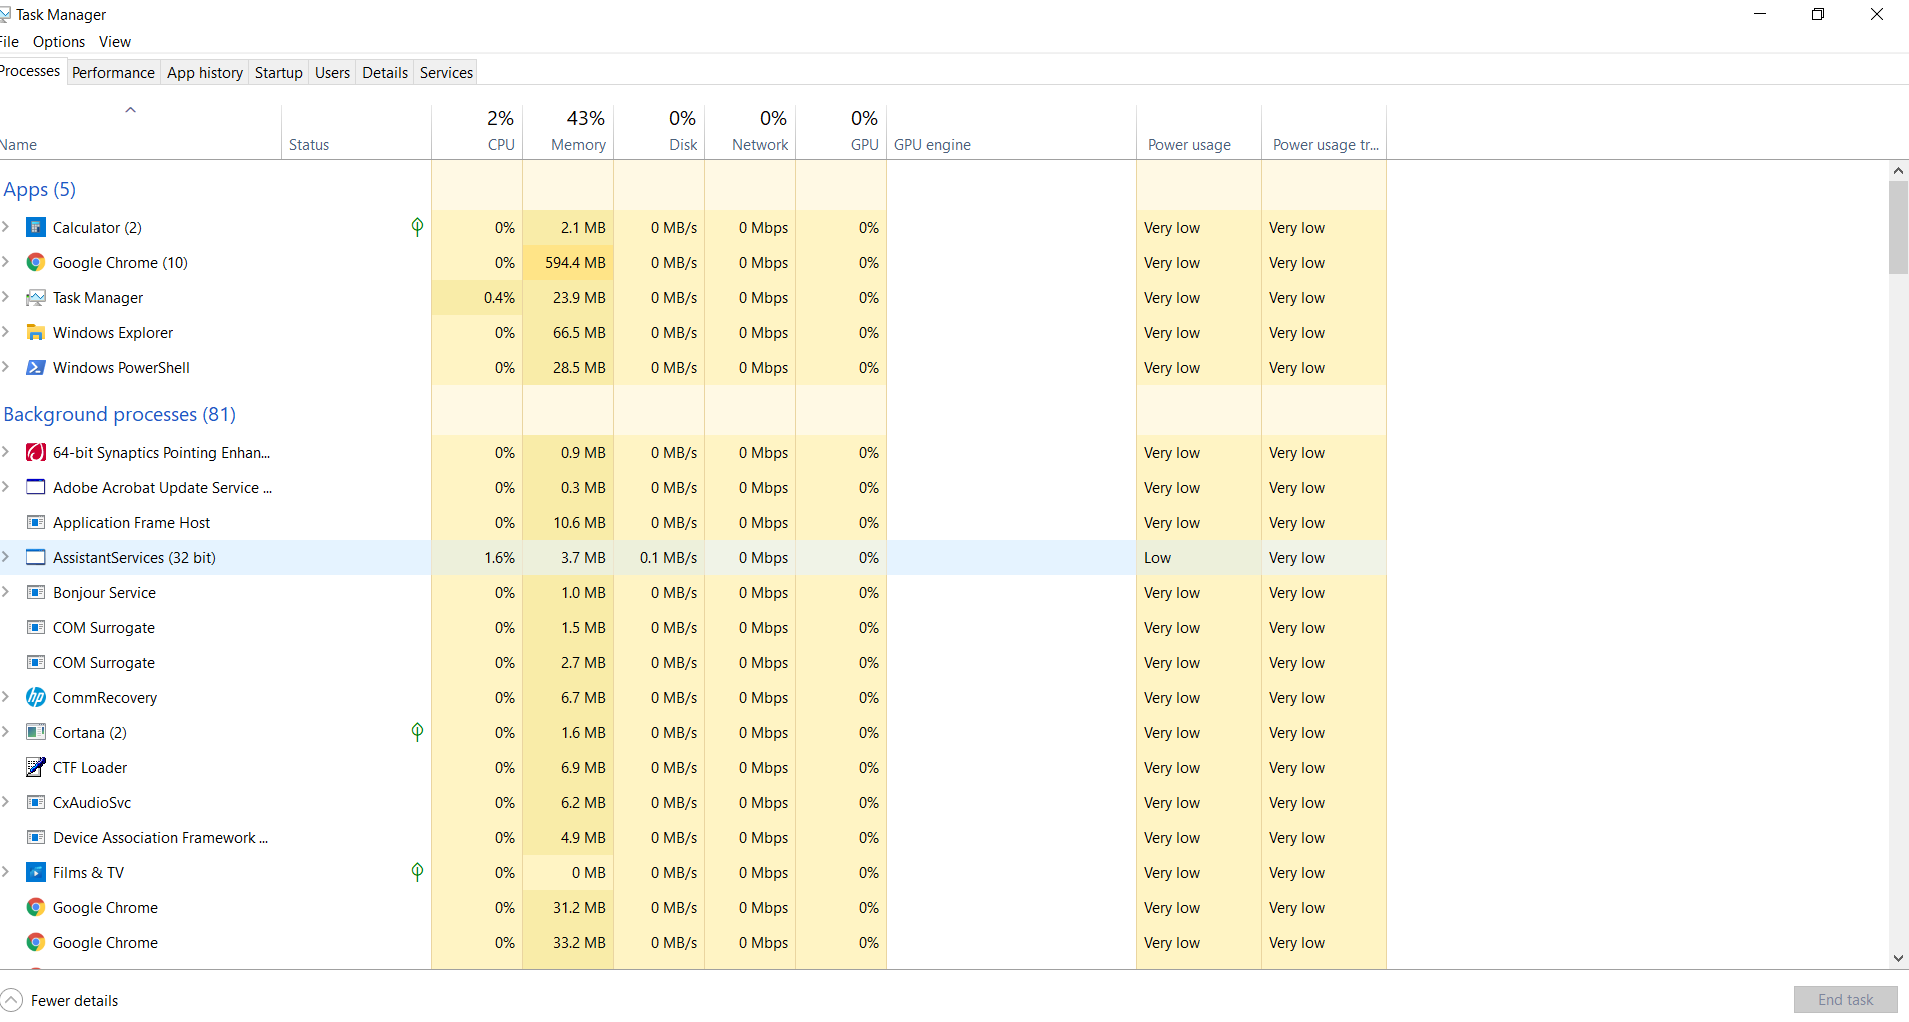 Task Manager
File Options View
Processes Performance App history Startup Users Details Services
2% 43% 0% 0% 0%
Name Status CPU Memory Disk Network GPU GPU engine Power usage Power usage tr...
Apps (5)
Calculator (2) 0% 2.1 MB 0 MB/s 0 Mbps 0% Very low Very low
Google Chrome (10) 0% 594.4 MB 0 MB/s 0 Mbps 0% Very low Very low
Task Manager 0.4% 23.9 MB 0 MB/s 0 Mbps 0% Very low Very low
Windows Explorer 0% 66.5 MB 0 MB/s 0 Mbps 0% Very low Very low
Windows PowerShell 0% 28.5 MB 0 MB/s 0 Mbps 0% Very low Very low
Background processes (81)
64-bit Synaptics Pointing Enhan... 0% 0.9 MB 0 MB/s 0 Mbps 0% Very low Very low
Adobe Acrobat Update Service ... 0% 0.3 MB 0 MB/s 0 Mbps 0% Very low Very low
Application Frame Host 0% 10.6 MB 0 MB/s 0 Mbps 0% Very low Very low
AssistantServices (32 bit) 1.6% 3.7 MB 0.1 MB/s 0 Mbps 0% Low Very low
Bonjour Service 0% 1.0 MB 0 MB/s 0 Mbps 0% Very low Very low
COM Surrogate 0% 1.5 MB 0 MB/s 0 Mbps 0% Very low Very low
COM Surrogate 0% 2.7 MB 0 MB/s 0 Mbps 0% Very low Very low
hp CommRecovery 0% 6.7 MB 0 MB/s 0 Mbps 0% Very low Very low
Cortana (2) 0% 1.6 MB 0 MB/s 0 Mbps 0% Very low Very low
CTF Loader 0% 6.9 MB 0 MB/s 0 Mbps 0% Very low Very low
CxAudioSvc 0% 6.2 MB 0 MB/s 0 Mbps 0% Very low Very low
Device Association Framework ... 0% 4.9 MB 0 MB/s 0 Mbps 0% Very low Very low
Films & TV 0% 0 MB 0 MB/s 0 Mbps 0% Very low Very low
Google Chrome 0% 31.2 MB 0 MB/s 0 Mbps 0% Very low Very low
Google Chrome 0% 33.2 MB 0 MB/s 0 Mbps 0% Very low Very low
Fewer details End task